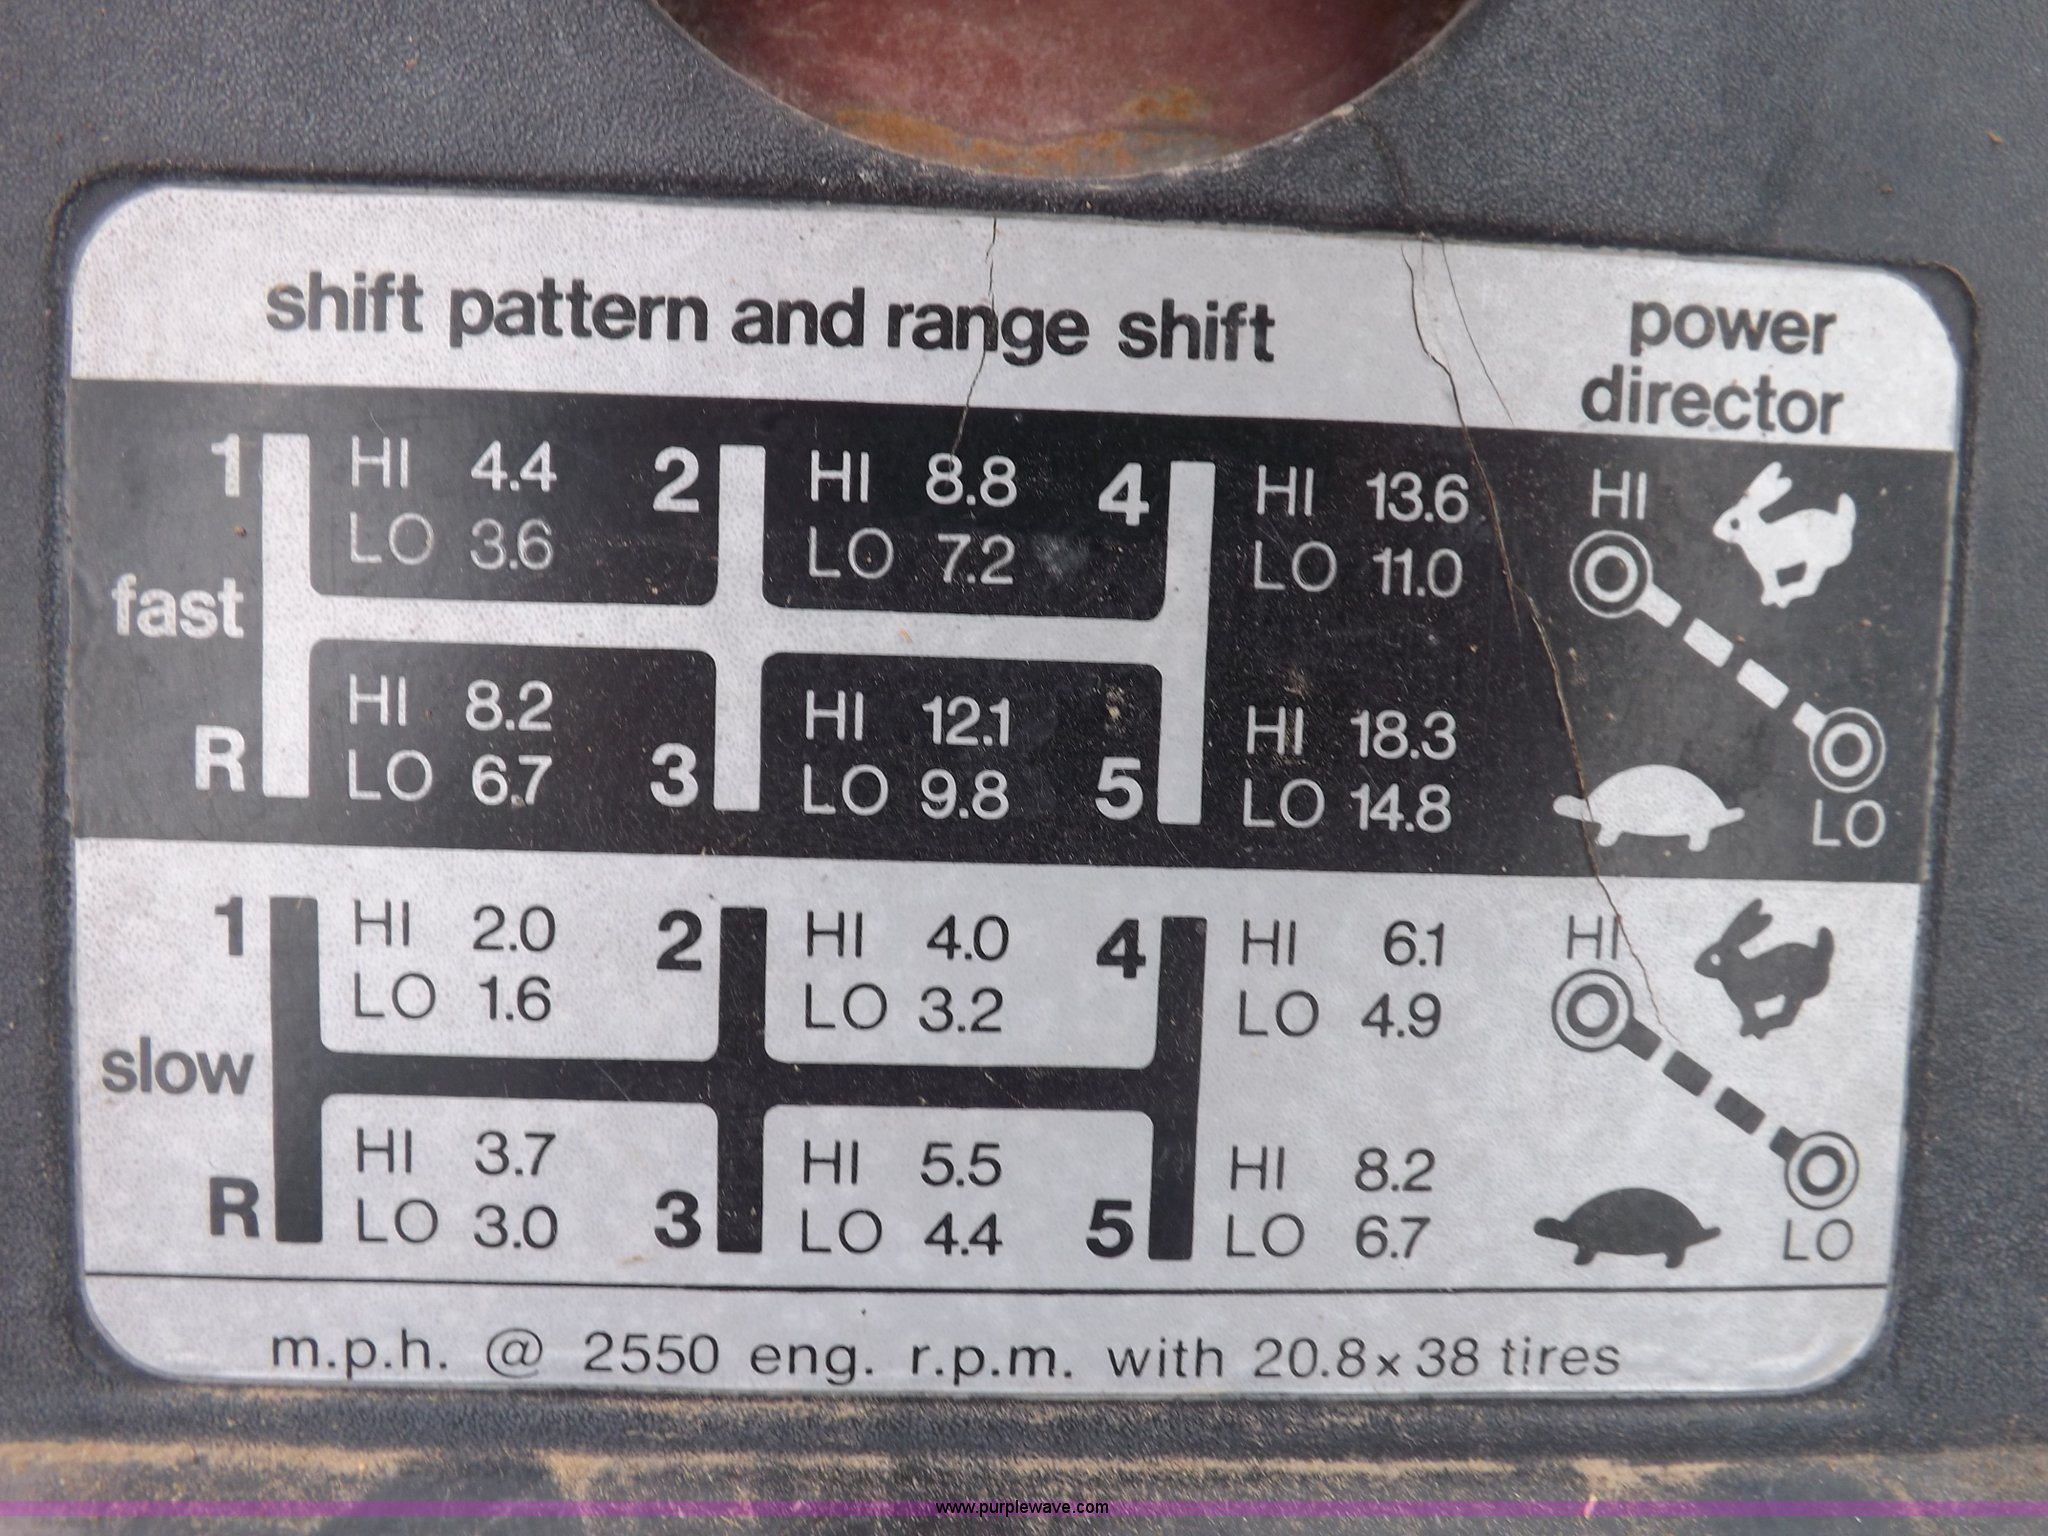 shift pattern and range shift
power
director
1 HI 4.4 2 HI 8.8 4 HI 13.6 HI
LO 3.6 LO 7.2 LO 11.0
fast
HI 8.2 HI 12.1 HI 18.3
R LO 6.7 3 LO 9.8 5 LO 14.8 LO
1 HI 2.0 2 HI 4.0 4 HI 6.1 HI
LO 1.6 LO 3.2 LO 4.9
slow
HI 3.7 HI 5.5 HI 8.2
R LO 3.0 3 LO 4.4 5 LO 6.7 LO
m.p.h. @ 2550 eng. r.p.m. with 20.8x38 tires
www.purplewave.com